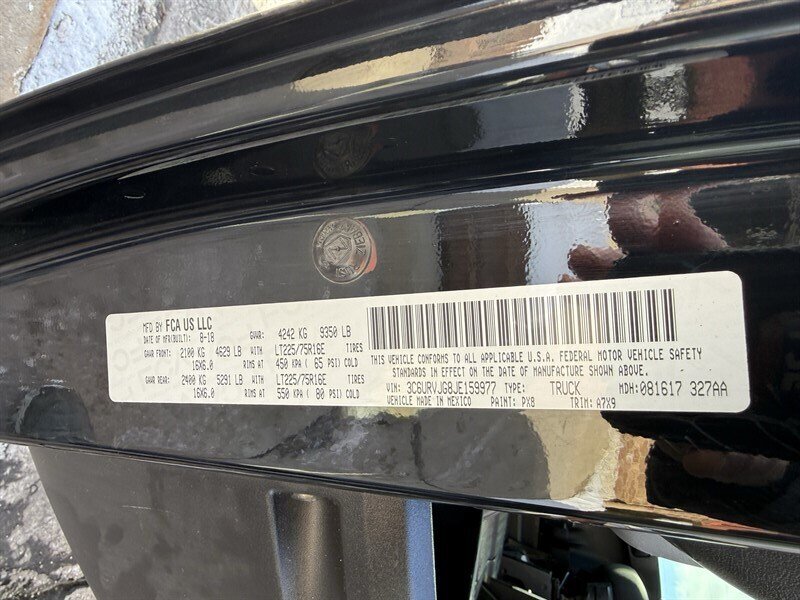 MFD BY FCA US LLC
DATE OF MFR(BUILT): 8-18 GVWR: 4242 KG 9350 LB
GAWR FRONT: 2100 KG 4629 LB WITH LT225/75R16E TIRES
16X6.0 RIMS AT 450 KPA ( 65 PSI) COLD
GAWR REAR: 2400 KG 5291 LB WITH LT225/75R16E TIRES
16X6.0 RIMS AT 550 KPA ( 80 PSI) COLD
THIS VEHICLE CONFORMS TO ALL APPLICABLE U.S.A. FEDERAL MOTOR VEHICLE SAFETY
STANDARDS IN EFFECT ON THE DATE OF MANUFACTURE SHOWN ABOVE.
VIN: 3C6URVJG8JE159977 TYPE: TRUCK MDH: 081617 327AA
VEHICLE MADE IN MEXICO PAINT: PX8 TRIM: A7X9